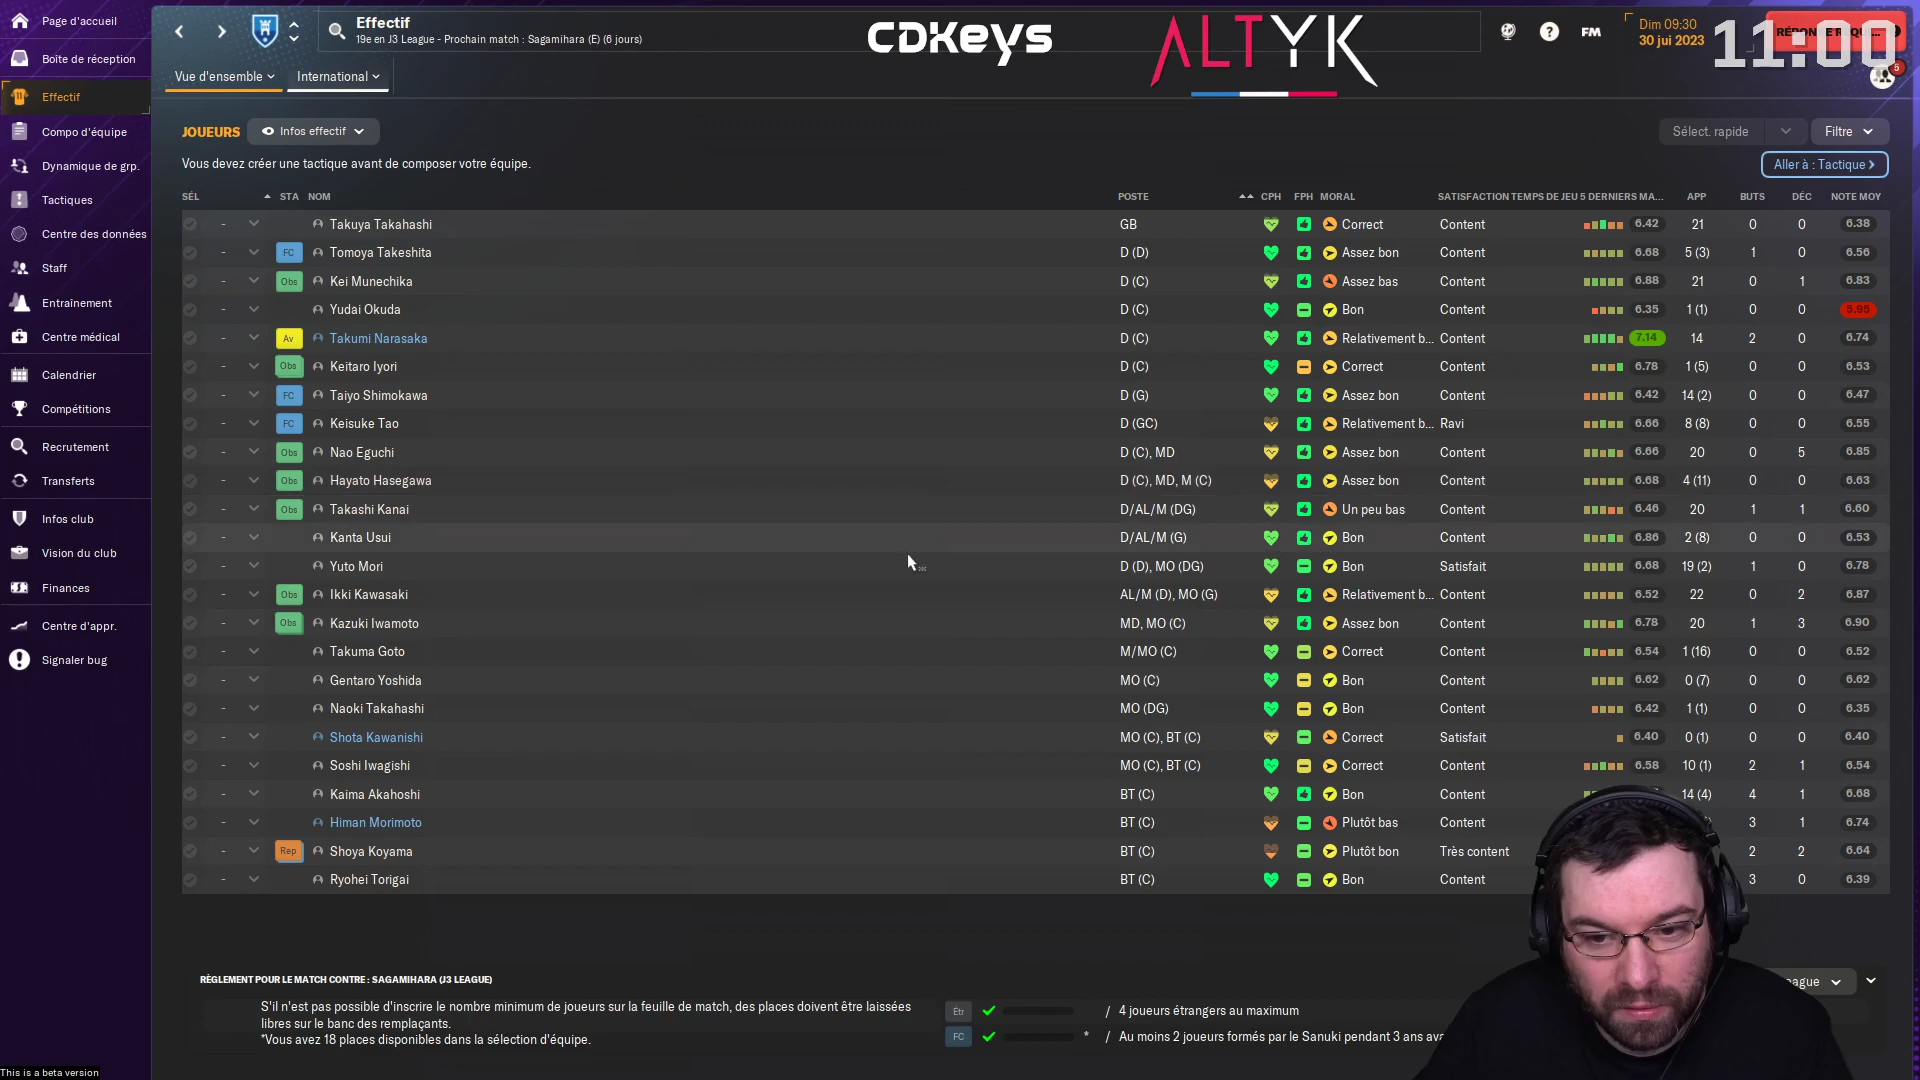 Page d'accueil
Boîte de réception
Effectif
Compo d'équipe
Dynamique de grp.
Tactiques
Centre des données
Staff
Entraînement
Centre médical
Calendrier
Compétitions
Recrutement
Transferts
Infos club
Vision du club
Finances
Centre d'appr.
Signaler bug
This is a beta version
Effectif
19e en J3 League - Prochain match : Sagamihara (E) (6 jours)
CDKeys
ALTYK
FM
Dim 09:30
30 jui 2023
11:00
5
Vue d'ensemble
International
JOUEURS
Infos effectif
Sélect. rapide
Filtre
Vous devez créer une tactique avant de composer votre équipe.
Aller à : Tactique
SÉL STA NOM POSTE CPH FPH MORAL SATISFACTION TEMPS DE JEU 5 DERNIERS MA... APP BUTS DÉC NOTE MOY
- Takuya Takahashi GB Correct Content 6.42 21 0 0 6.38
- FC Tomoya Takeshita D (D) Assez bon Content 6.68 5 (3) 1 0 6.56
- Obs Kei Munechika D (C) Assez bas Content 6.88 21 0 1 6.83
- Yudai Okuda D (C) Bon Content 6.35 1 (1) 0 0 5.95
- Av Takumi Narasaka D (C) Relativement b... Content 7.14 14 2 0 6.74
- Obs Keitaro Iyori D (C) Correct Content 6.78 1 (5) 0 0 6.53
- FC Taiyo Shimokawa D (G) Assez bon Content 6.42 14 (2) 0 0 6.47
- FC Keisuke Tao D (GC) Relativement b... Ravi 6.66 8 (8) 0 0 6.55
- Obs Nao Eguchi D (C), MD Assez bon Content 6.66 20 0 5 6.85
- Obs Hayato Hasegawa D (C), MD, M (C) Assez bon Content 6.68 4 (11) 0 0 6.63
- Obs Takashi Kanai D/AL/M (DG) Un peu bas Content 6.46 20 1 1 6.60
- Kanta Usui D/AL/M (G) Bon Content 6.86 2 (8) 0 0 6.53
- Yuto Mori D (D), MO (DG) Bon Satisfait 6.68 19 (2) 1 0 6.78
- Obs Ikki Kawasaki AL/M (D), MO (G) Relativement b... Content 6.52 22 0 2 6.87
- Obs Kazuki Iwamoto MD, MO (C) Assez bon Content 6.78 20 1 3 6.90
- Takuma Goto M/MO (C) Correct Content 6.54 1 (16) 0 0 6.52
- Gentaro Yoshida MO (C) Bon Content 6.62 0 (7) 0 0 6.62
- Naoki Takahashi MO (DG) Bon Content 6.42 1 (1) 0 0 6.35
- Shota Kawanishi MO (C), BT (C) Correct Satisfait 6.40 0 (1) 0 0 6.40
- Soshi Iwagishi MO (C), BT (C) Correct Content 6.58 10 (1) 2 1 6.54
- Kaima Akahoshi BT (C) Bon Content 14 (4) 4 1 6.68
- Himan Morimoto BT (C) Plutôt bas Content 3 1 6.74
- Rep Shoya Koyama BT (C) Plutôt bon Très content 2 2 6.64
- Ryohei Torigai BT (C) Bon Content 3 0 6.39
RÈGLEMENT POUR LE MATCH CONTRE : SAGAMIHARA (J3 LEAGUE)
S'il n'est pas possible d'inscrire le nombre minimum de joueurs sur la feuille de match, des places doivent être laissées
libres sur le banc des remplaçants.
*Vous avez 18 places disponibles dans la sélection d'équipe.
Étr / 4 joueurs étrangers au maximum
FC * / Au moins 2 joueurs formés par le Sanuki pendant 3 ans